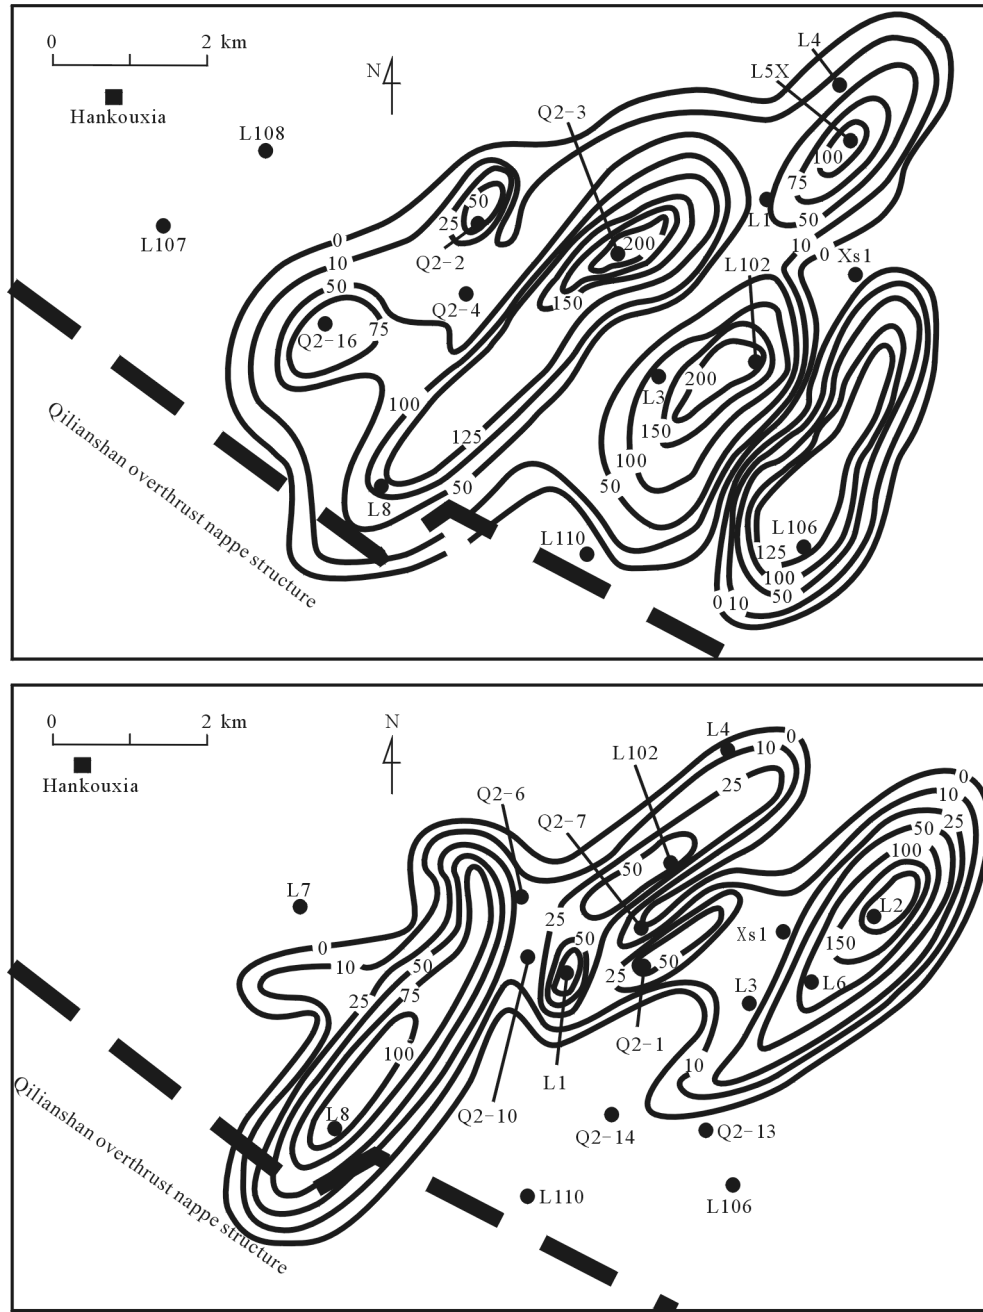 0 2 km
N
Hankouxia
L4
L5X
Q2-3
L108
100
75
50
50
25
L1
L107
0
Q2-2
200
10
0
Xs1
10
L102
50
Q2-4
150
75
Q2-16
200
L3
100
150
125
100
50
50
L8
Qilianshan overthrust nappe structure
L110
L106
125
100
50
0
10
0 2 km
N
Hankouxia
L4
0
10
L102
25
0
Q2-6
10
Q2-7
50
25
100
50
L7
L2
25
50
Xs1
150
0
10
50
25
50
L6
25
75
L3
100
Q2-1
10
L1
L8
Q2-10
Q2-14
Q2-13
Qilianshan overthrust nappe structure
L110
L106